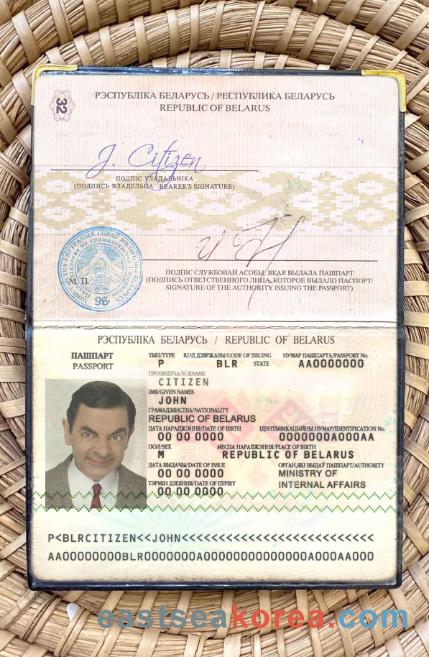 32
РЭСПУБЛІКА БЕЛАРУСЬ / РЕСПУБЛИКА БЕЛАРУСЬ
REPUBLIC OF BELARUS
J. Citizen
ПОДПІС УЛАДАЛЬНІКА
(ПОДПИСЬ ВЛАДЕЛЬЦА BEARER'S SIGNATURE)
М. П.
96
ПОДПІС СЛУЖБОВАЙ АСОБЫ, ЯКАЯ ВЫДАЛА ПАШПАРТ
(ПОДПИСЬ ОТВЕТСТВЕННОГО ЛИЦА, КОТОРОЕ ВЫДАЛО ПАСПОРТ/
SIGNATURE OF THE AUTHORITY ISSUING THE PASSPORT)
РЭСПУБЛІКА БЕЛАРУСЬ / REPUBLIC OF BELARUS
ПАШПАРТ
PASSPORT
ТЫП/TYPE КОД ДЗЯРЖАВЫ/CODE OF ISSUING STATE НУМАР ПАШПАРТА/PASSPORT No.
P BLR AA0000000
ПРОЗВІШЧА/SURNAME
CITIZEN
ІМЯ/GIVEN NAMES
JOHN
ГРАМАДЗЯНСТВА/NATIONALITY
REPUBLIC OF BELARUS
ДАТА НАРАДЖЭННЯ/DATE OF BIRTH ІДЭНТЫФІКАЦЫЙНЫ НУМАР/IDENTIFICATION No.
00 00 0000 0000000A000AA
ПОЛ/SEX МЕСЦА НАРАДЖЭННЯ/PLACE OF BIRTH
M REPUBLIC OF BELARUS
ДАТА ВЫДАЧЫ/DATE OF ISSUE ОРГАН, ЯКІ ВЫДАЎ ПАШПАРТ/AUTHORITY
00 00 0000 MINISTRY OF
ТЭРМІН ДЗЕЯННЯ/DATE OF EXPIRY INTERNAL AFFAIRS
00 00 0000
P<BLRCITIZEN<<JOHN<<<<<<<<<<<<<<<<<<<<<<<<<<
AA00000000BLR0000000A00000000000000A000AA000
eastseakorea.com